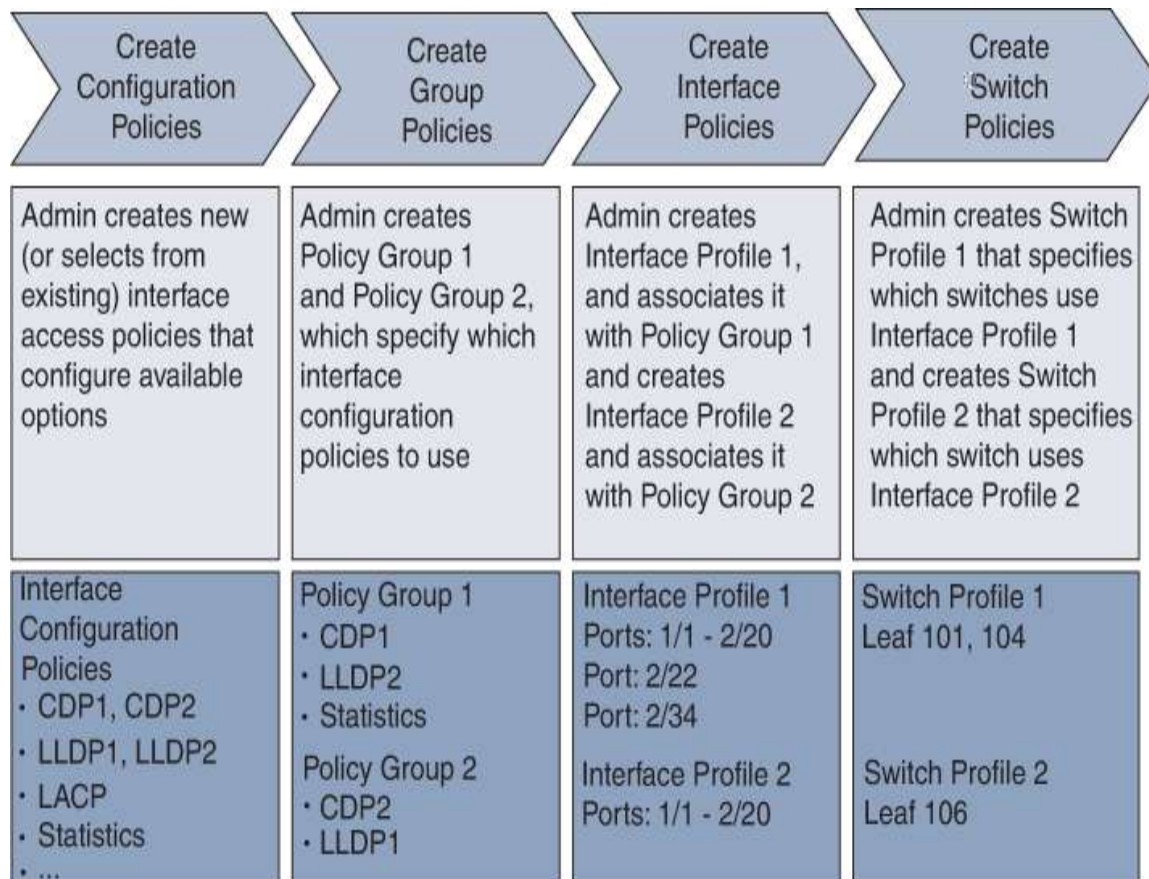 Create
Configuration
Policies
Create
Group
Policies
Create
Interface
Policies
Create
Switch
Policies
Admin creates new
(or selects from
existing) interface
access policies that
configure available
options
Admin creates
Policy Group 1
and Policy Group 2,
which specify which
interface
configuration
policies to use
Admin creates
Interface Profile 1,
and associates it
with Policy Group 1
and creates
Interface Profile 2
and associates it
with Policy Group 2
Admin creates Switch
Profile 1 that specifies
which switches use
Interface Profile 1
and creates Switch
Profile 2 that specifies
which switch uses
Interface Profile 2
Interface
Configuration
Policies
· CDP1, CDP2
· LLDP1, LLDP2
· LACP
· Statistics
· ...
Policy Group 1
· CDP1
· LLDP2
· Statistics
Policy Group 2
· CDP2
· LLDP1
Interface Profile 1
Ports: 1/1 - 2/20
Port: 2/22
Port: 2/34
Interface Profile 2
Ports: 1/1 - 2/20
Switch Profile 1
Leaf 101, 104
Switch Profile 2
Leaf 106